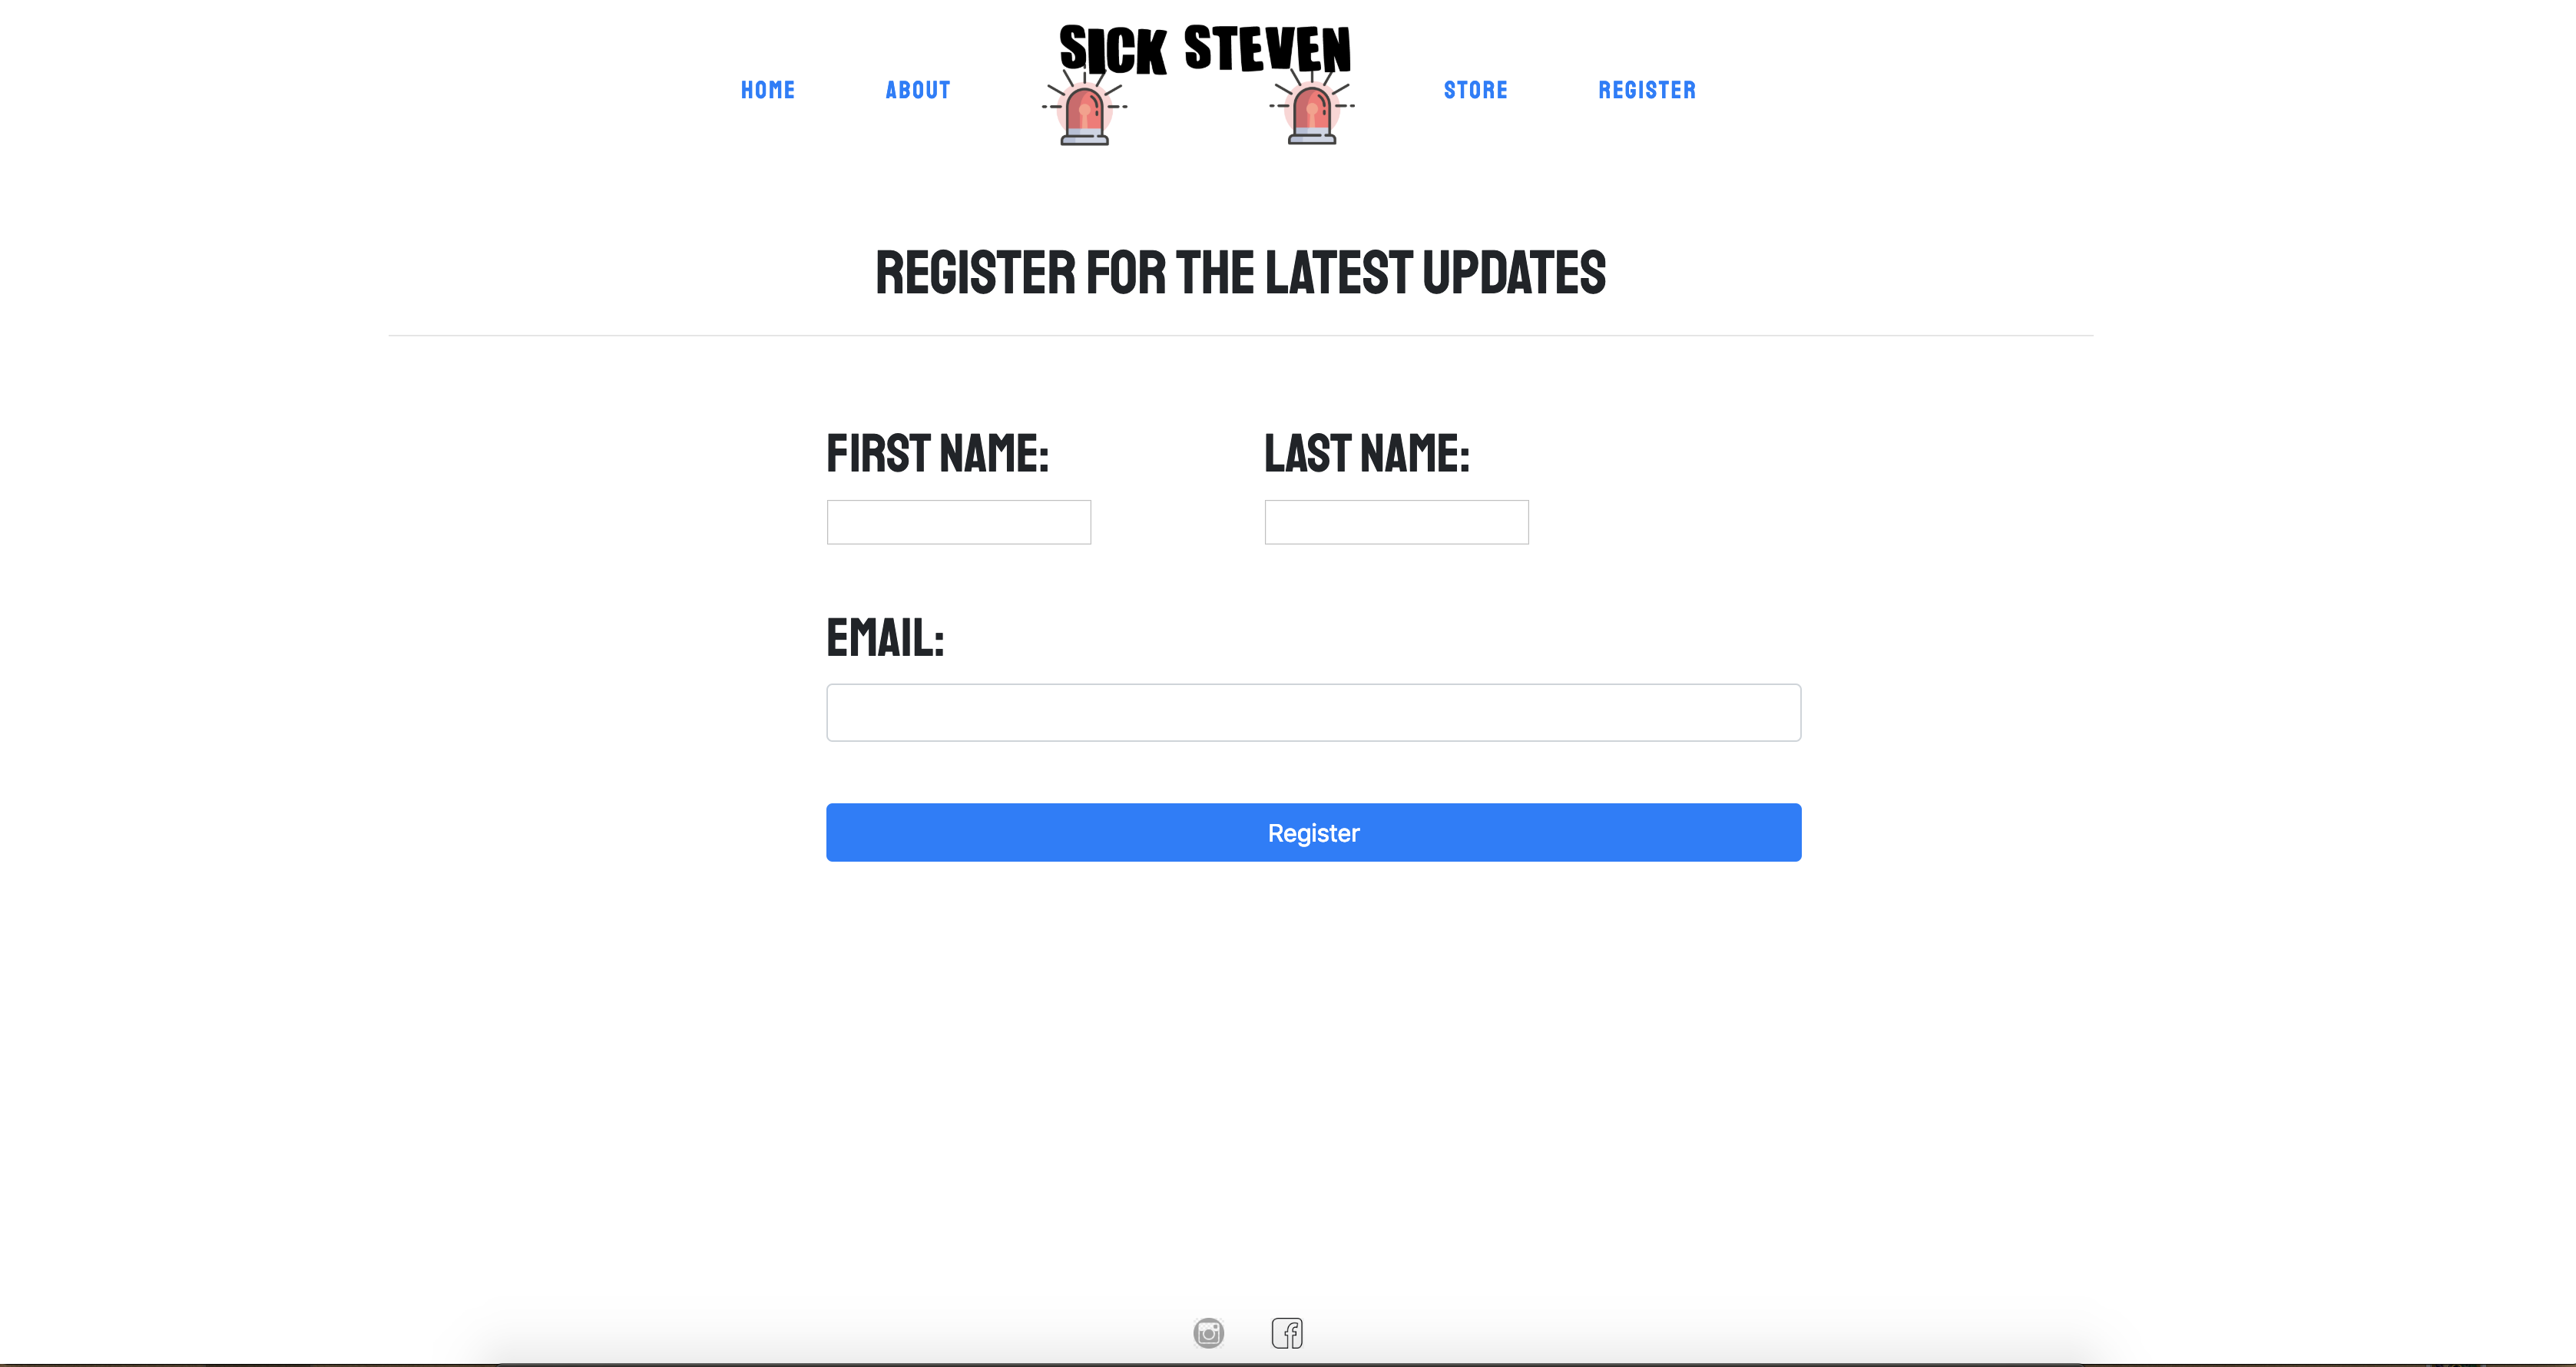 SICK STEVEN
HOME ABOUT STORE REGISTER
REGISTER FOR THE LATEST UPDATES
FIRST NAME: LAST NAME:
EMAIL:
Register